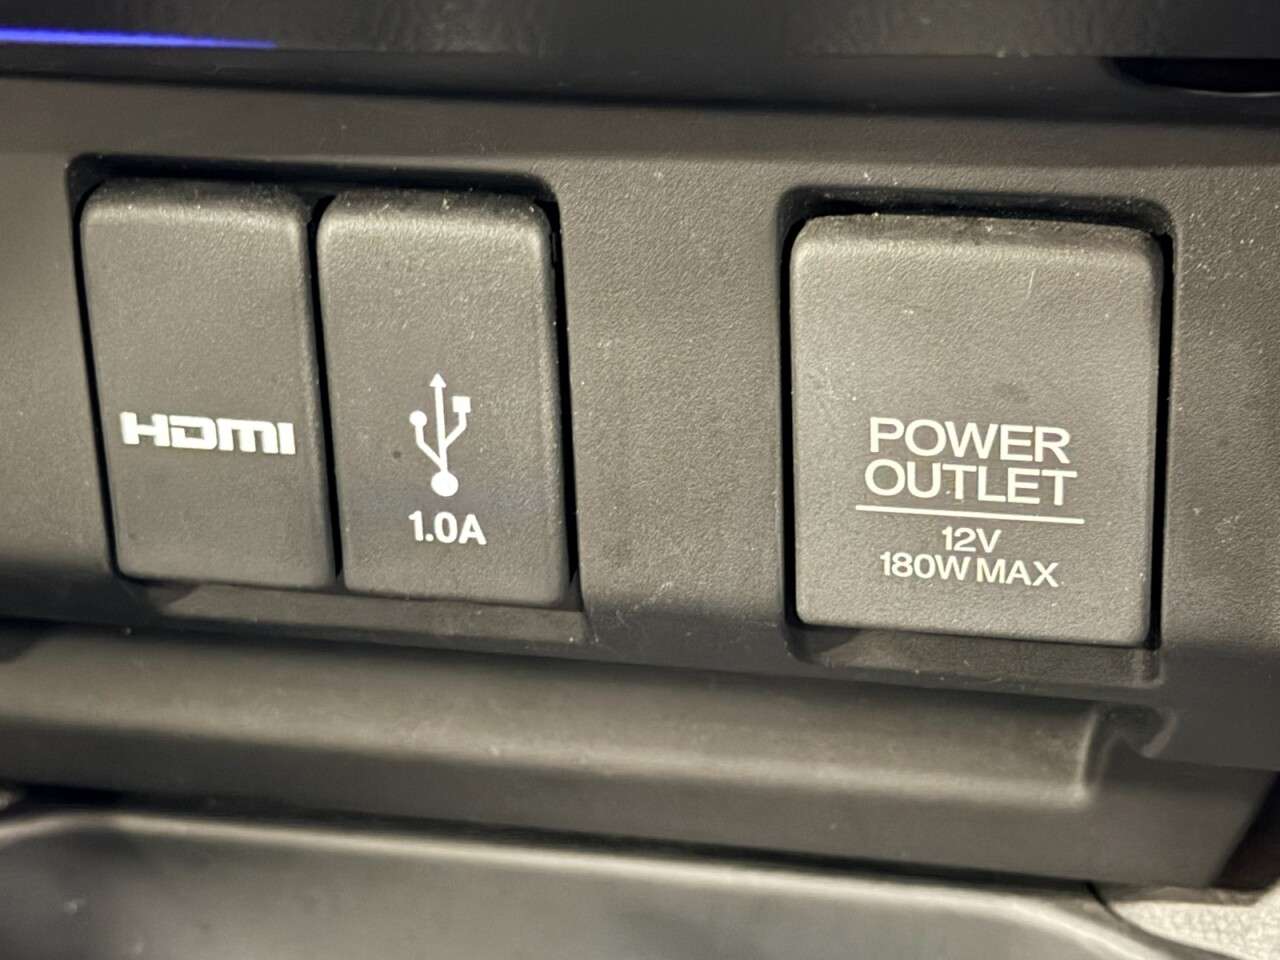 HDMI
1.0A
POWER
OUTLET
12V
180W MAX